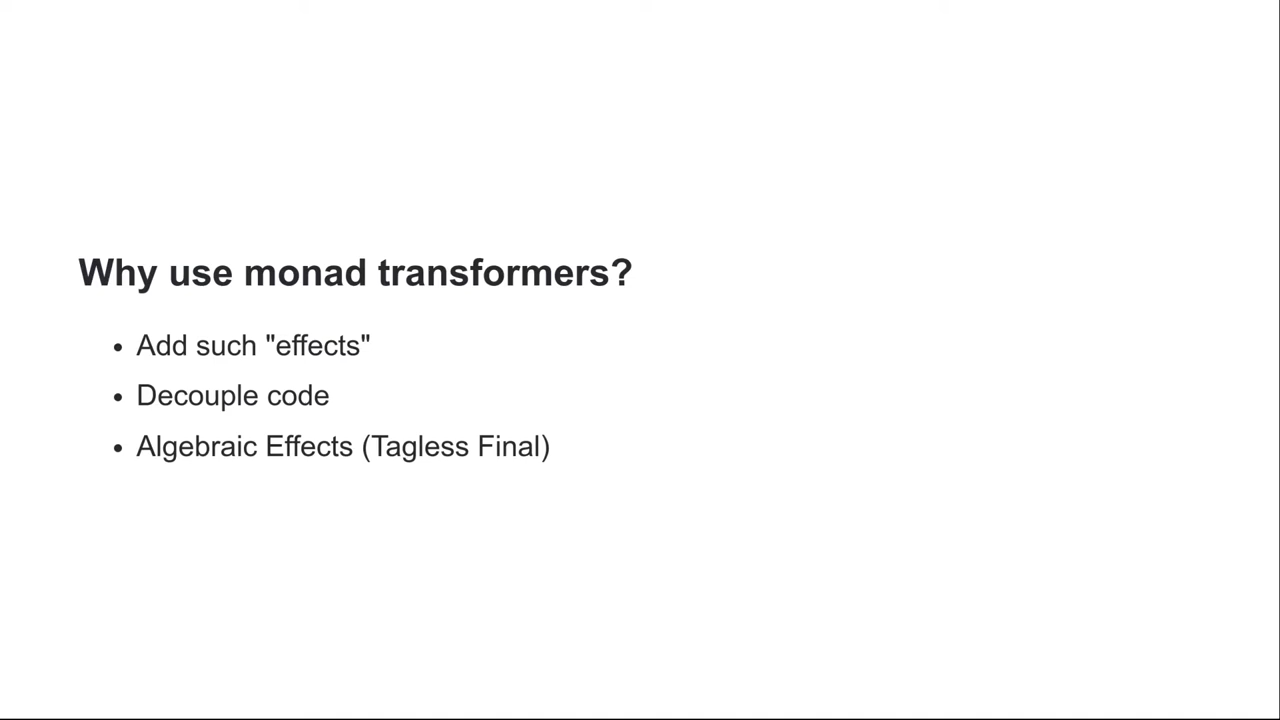 Why use monad transformers?
• Add such "effects"
• Decouple code
• Algebraic Effects (Tagless Final)